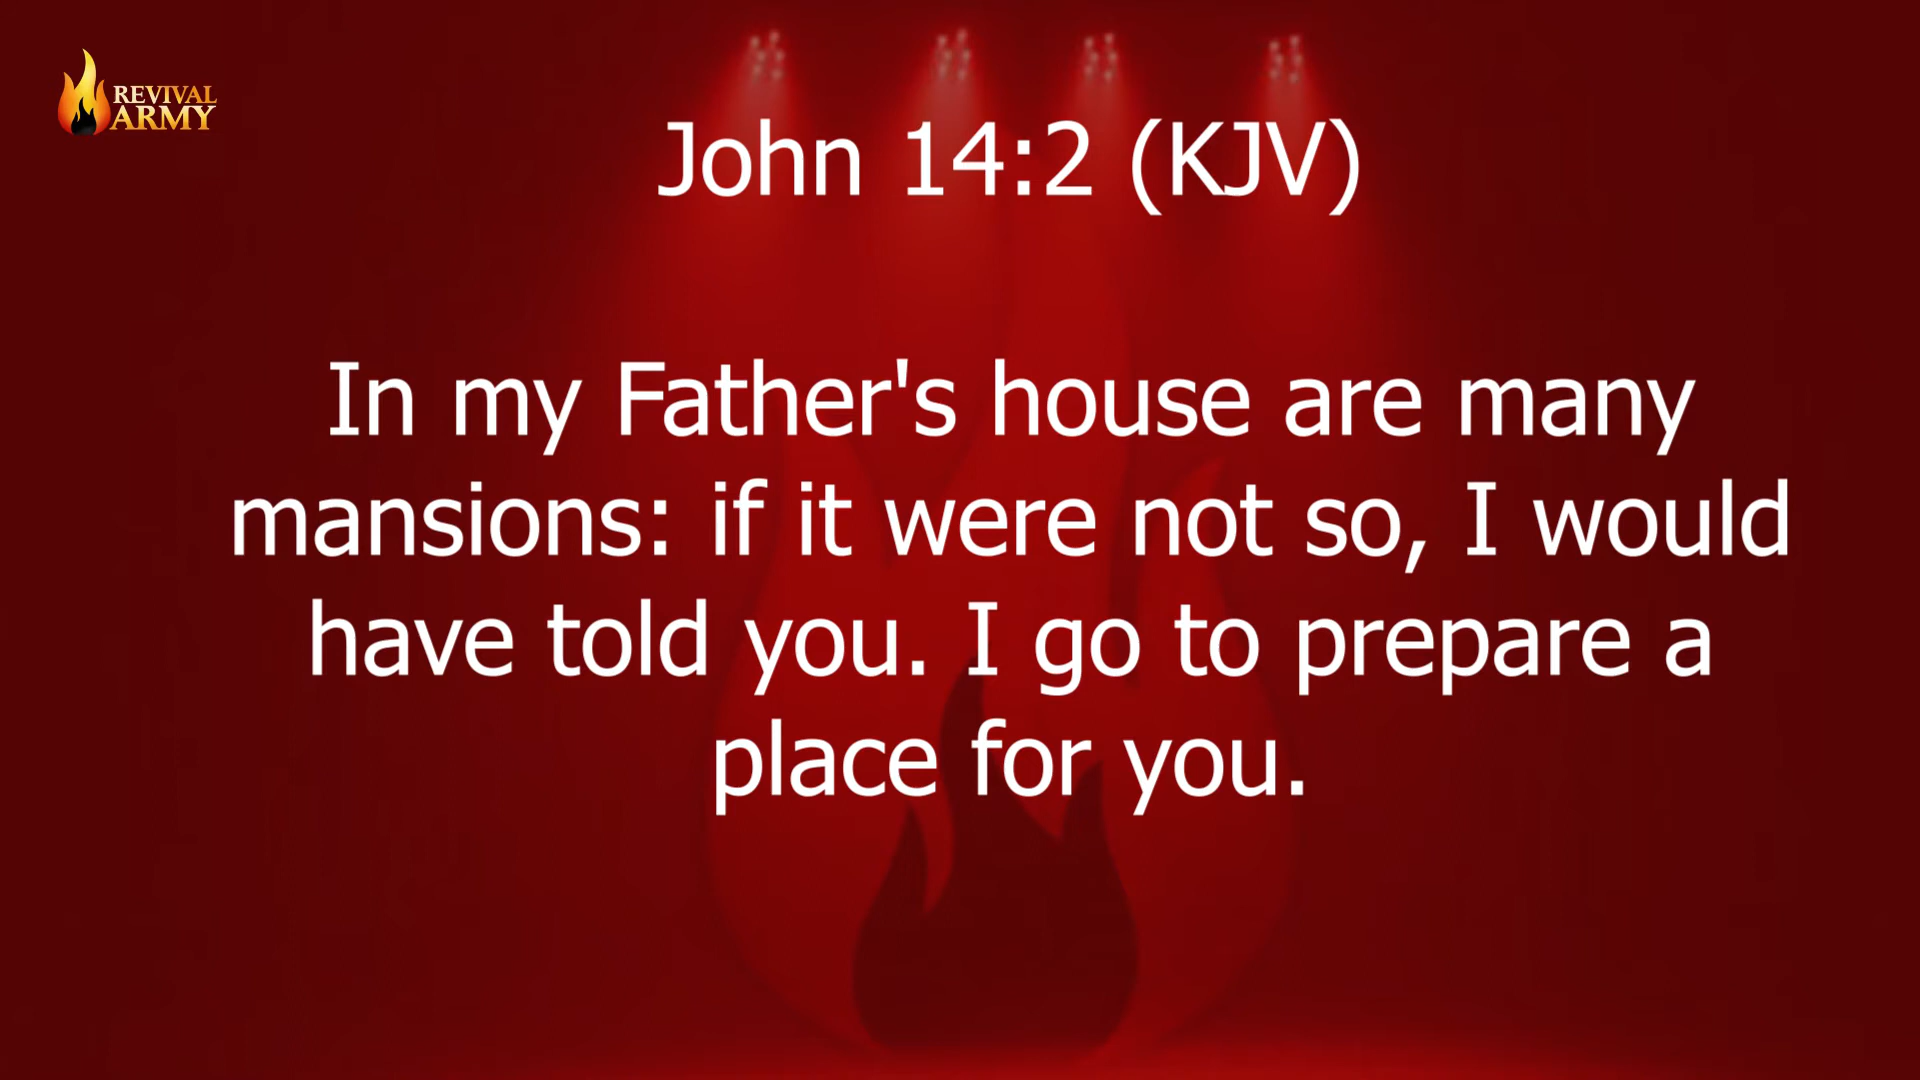 REVIVAL
ARMY
John 14:2 (KJV)
In my Father's house are many
mansions: if it were not so, I would
have told you. I go to prepare a
place for you.